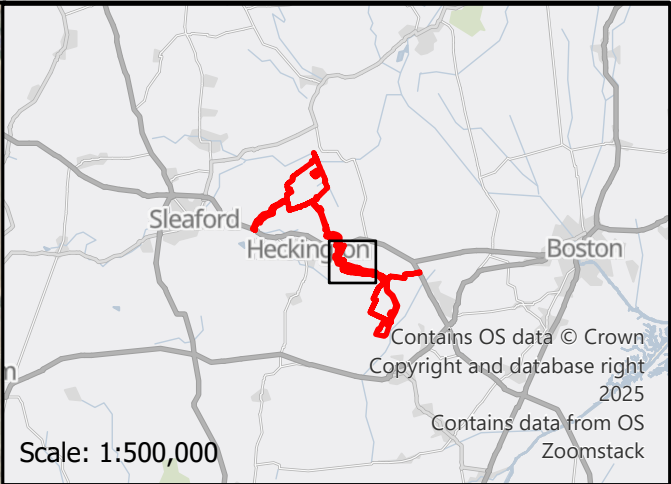 Sleaford
Heckington
Boston
m
Contains OS data © Crown
Copyright and database right
2025
Contains data from OS
Zoomstack
Scale: 1:500,000